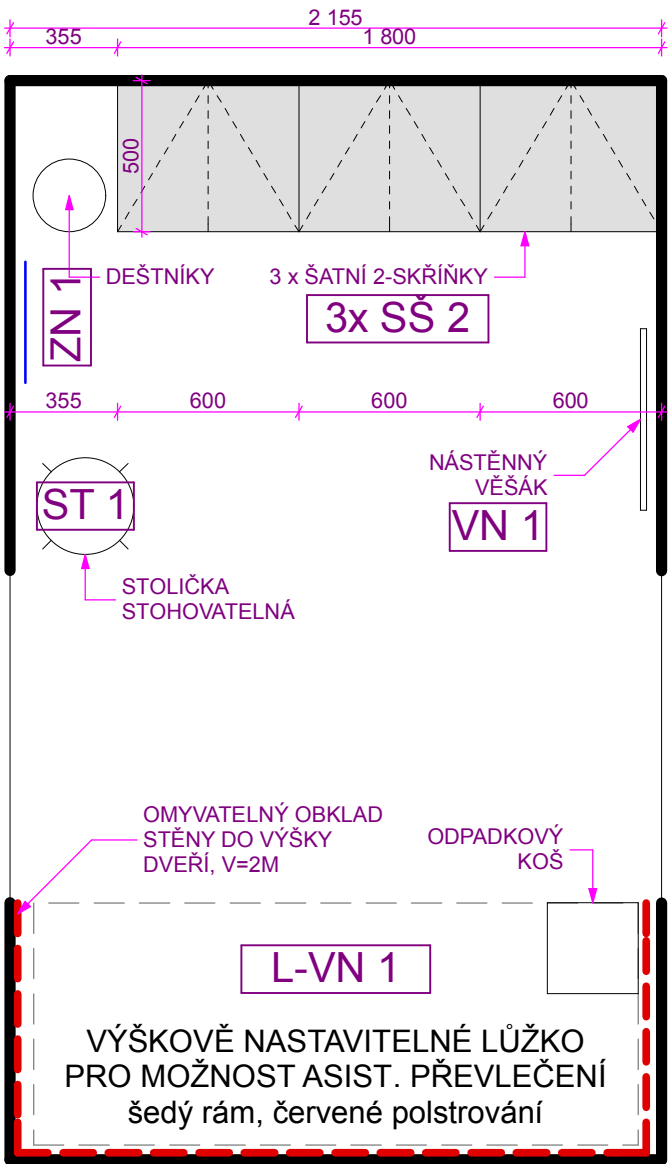 2 155
355
1 800
500
DEŠTNÍKY
3 x ŠATNÍ 2-SKŘÍŇKY
ZN 1
3x SŠ 2
355
600
600
600
NÁSTĚNNÝ
VĚŠÁK
ST 1
VN 1
STOLIČKA
STOHOVATELNÁ
OMYVATELNÝ OBKLAD
STĚNY DO VÝŠKY
DVEŘÍ, V=2M
ODPADKOVÝ
KOŠ
L-VN 1
VÝŠKOVĚ NASTAVITELNÉ LŮŽKO
PRO MOŽNOST ASIST. PŘEVLEČENÍ
šedý rám, červené polstrování